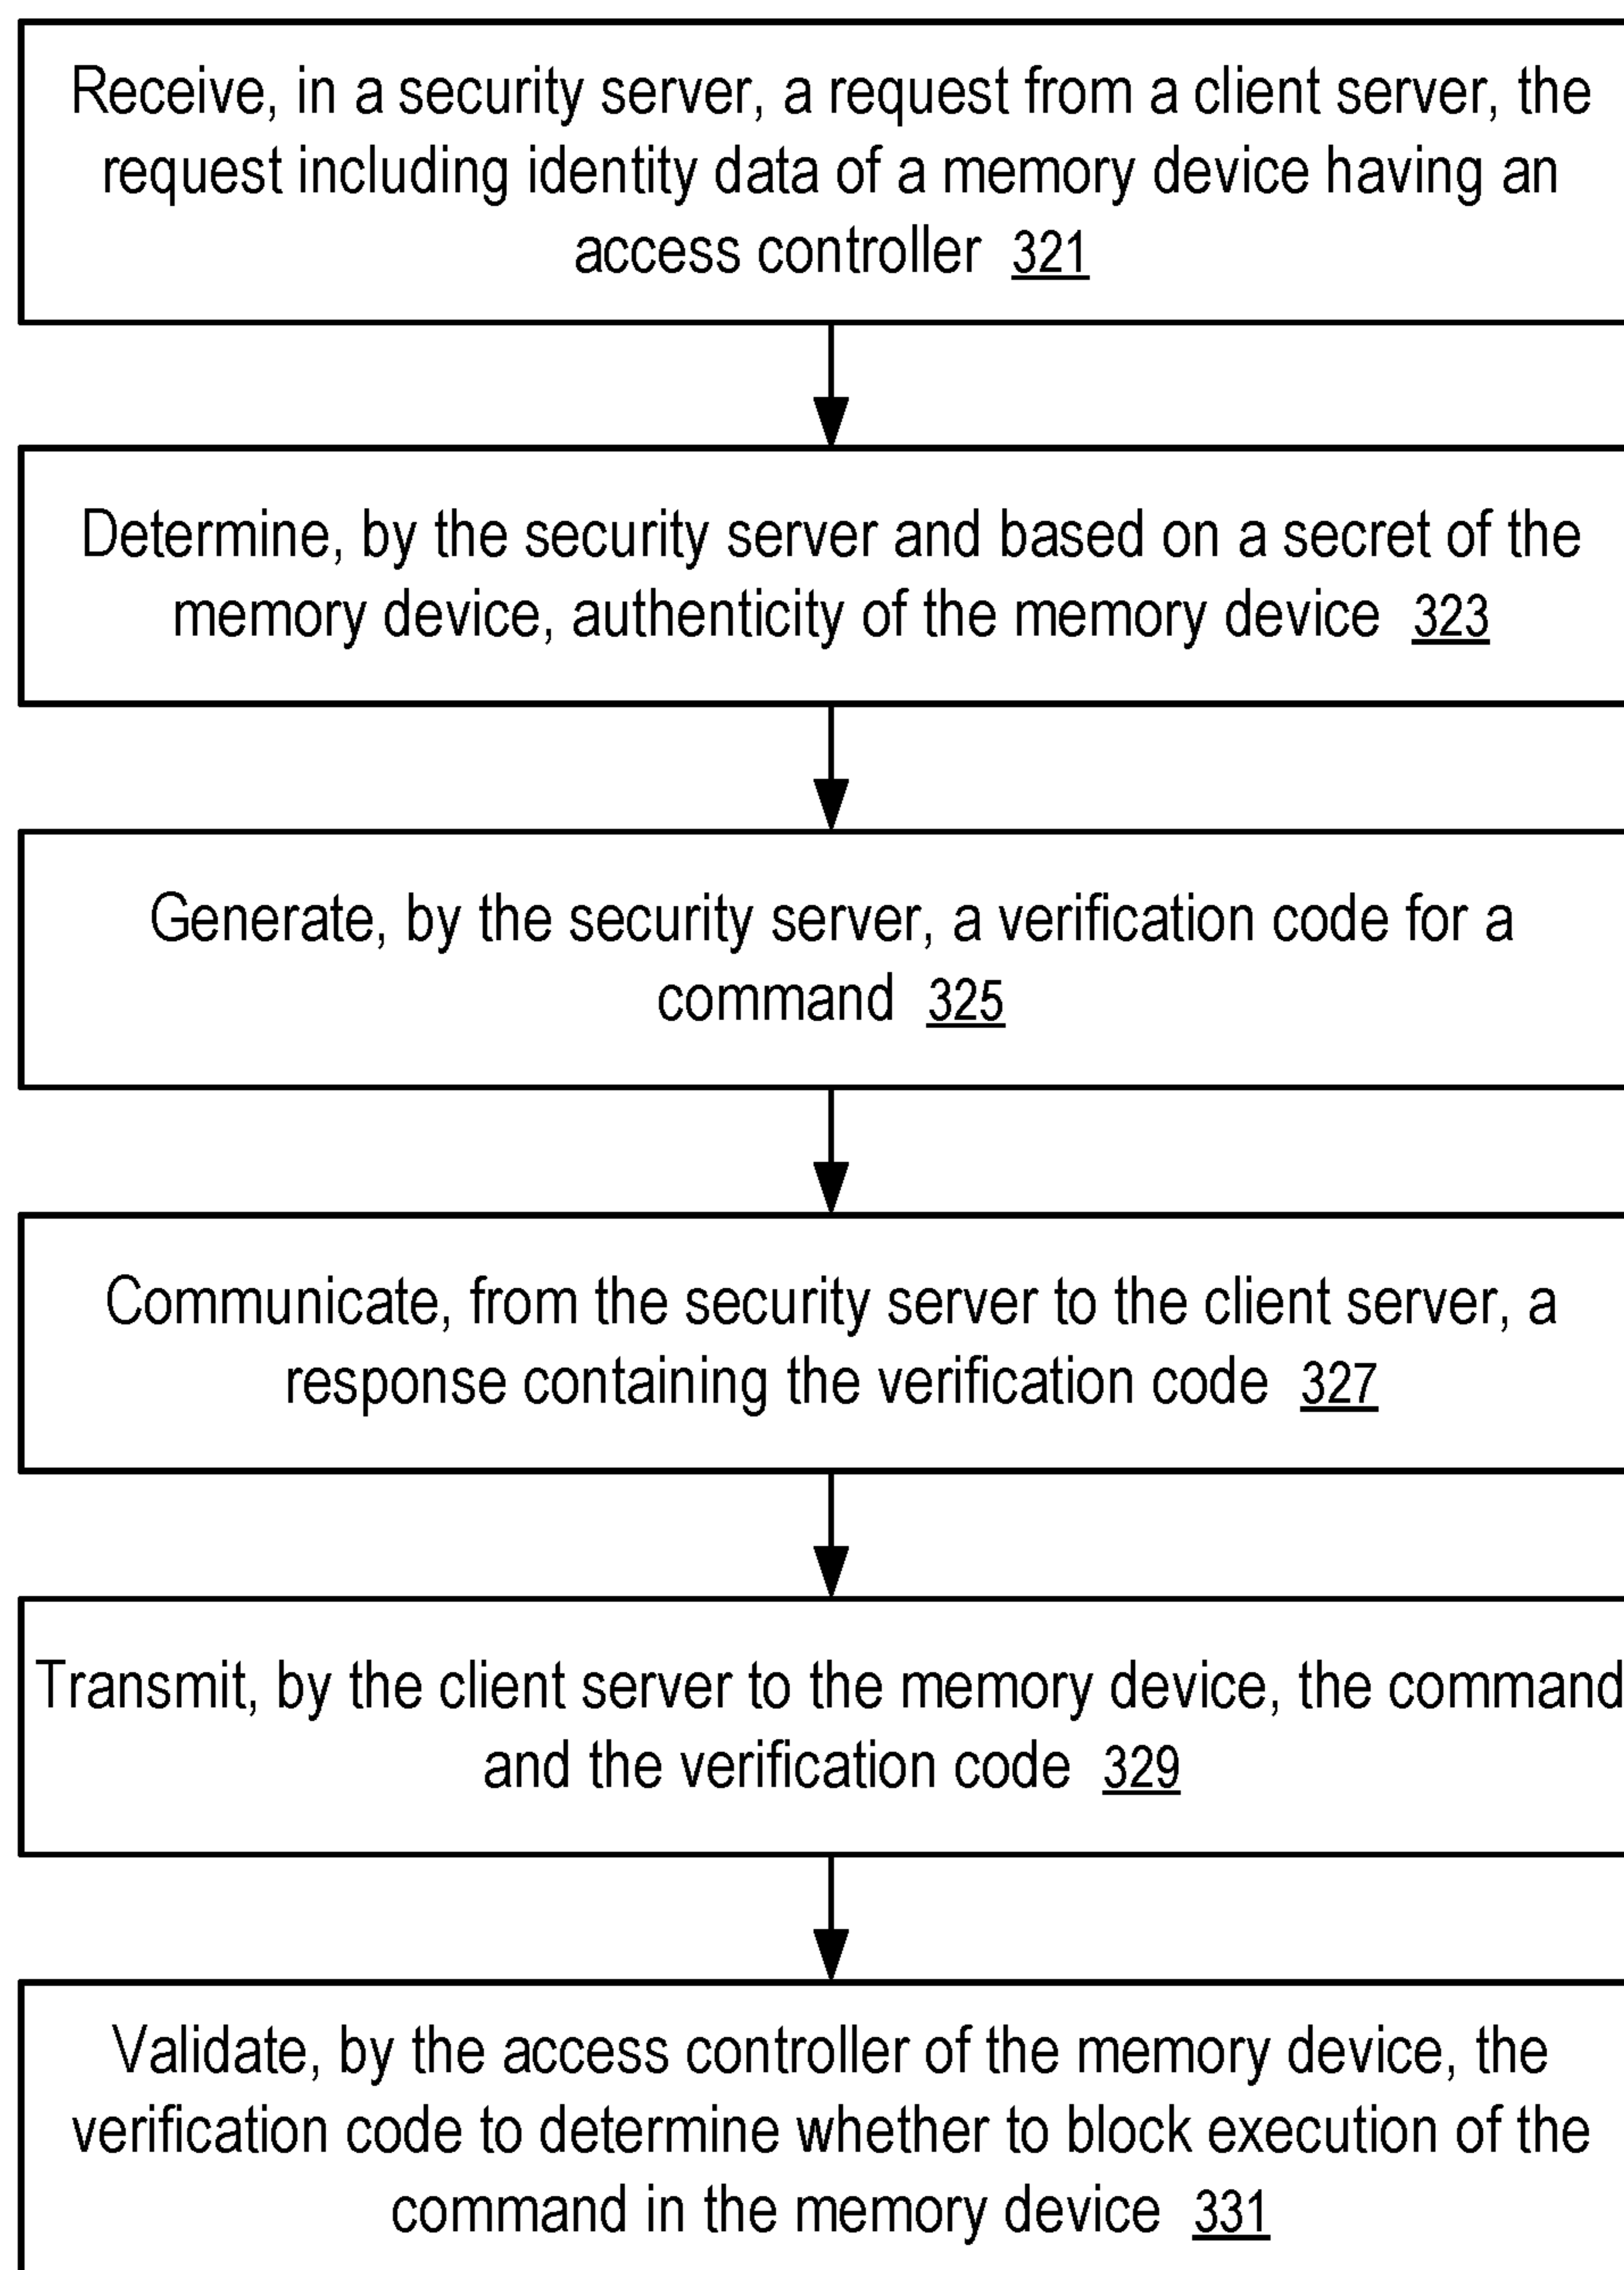 Receive, in a security server, a request from a client server, the
request including identity data of a memory device having an
access controller 321
Determine, by the security server and based on a secret of the
memory device, authenticity of the memory device 323
Generate, by the security server, a verification code for a
command 325
Communicate, from the security server to the client server, a
response containing the verification code 327
Transmit, by the client server to the memory device, the command
and the verification code 329
Validate, by the access controller of the memory device, the
verification code to determine whether to block execution of the
command in the memory device 331